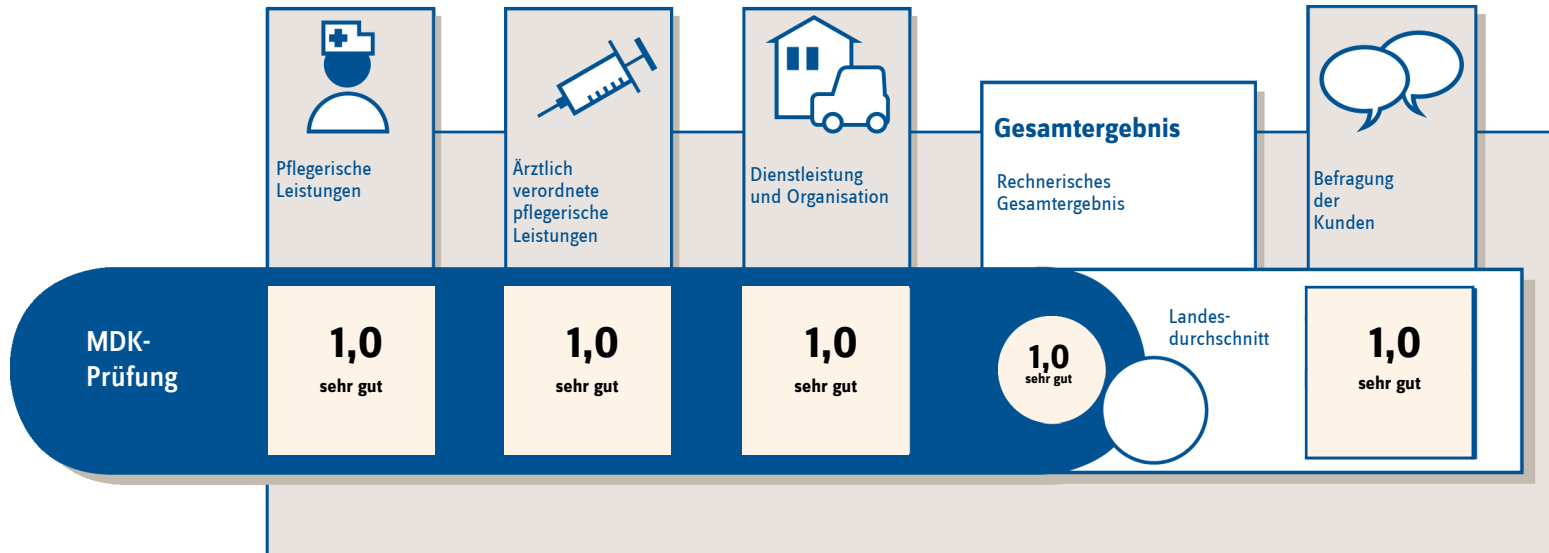 Pflegerische
Leistungen
Ärztlich
verordnete
pflegerische
Leistungen
Dienstleistung
und Organisation
Gesamtergebnis
Rechnerisches
Gesamtergebnis
Befragung
der
Kunden
MDK-
Prüfung
1,0
sehr gut
1,0
sehr gut
1,0
sehr gut
1,0
sehr gut
Landes-
durchschnitt
1,0
sehr gut